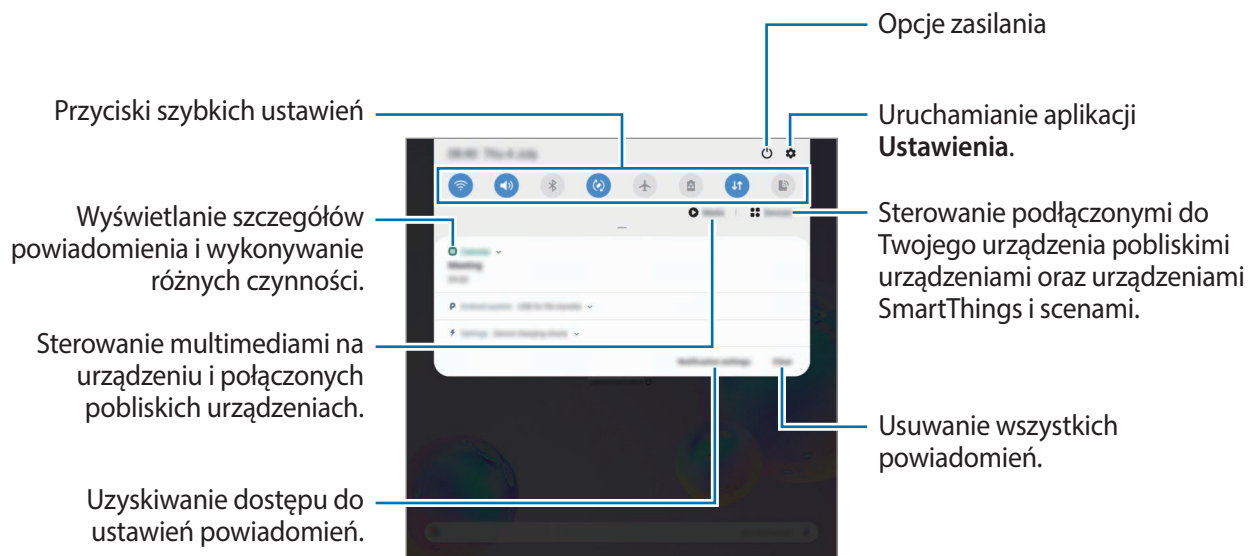 Opcje zasilania
Przyciski szybkich ustawień
Uruchamianie aplikacji
Ustawienia.
Wyświetlanie szczegółów
powiadomienia i wykonywanie
różnych czynności.
Sterowanie podłączonymi do
Twojego urządzenia pobliskimi
urządzeniami oraz urządzeniami
SmartThings i scenami.
Sterowanie multimediami na
urządzeniu i połączonych
pobliskich urządzeniach.
Usuwanie wszystkich
powiadomień.
Uzyskiwanie dostępu do
ustawień powiadomień.